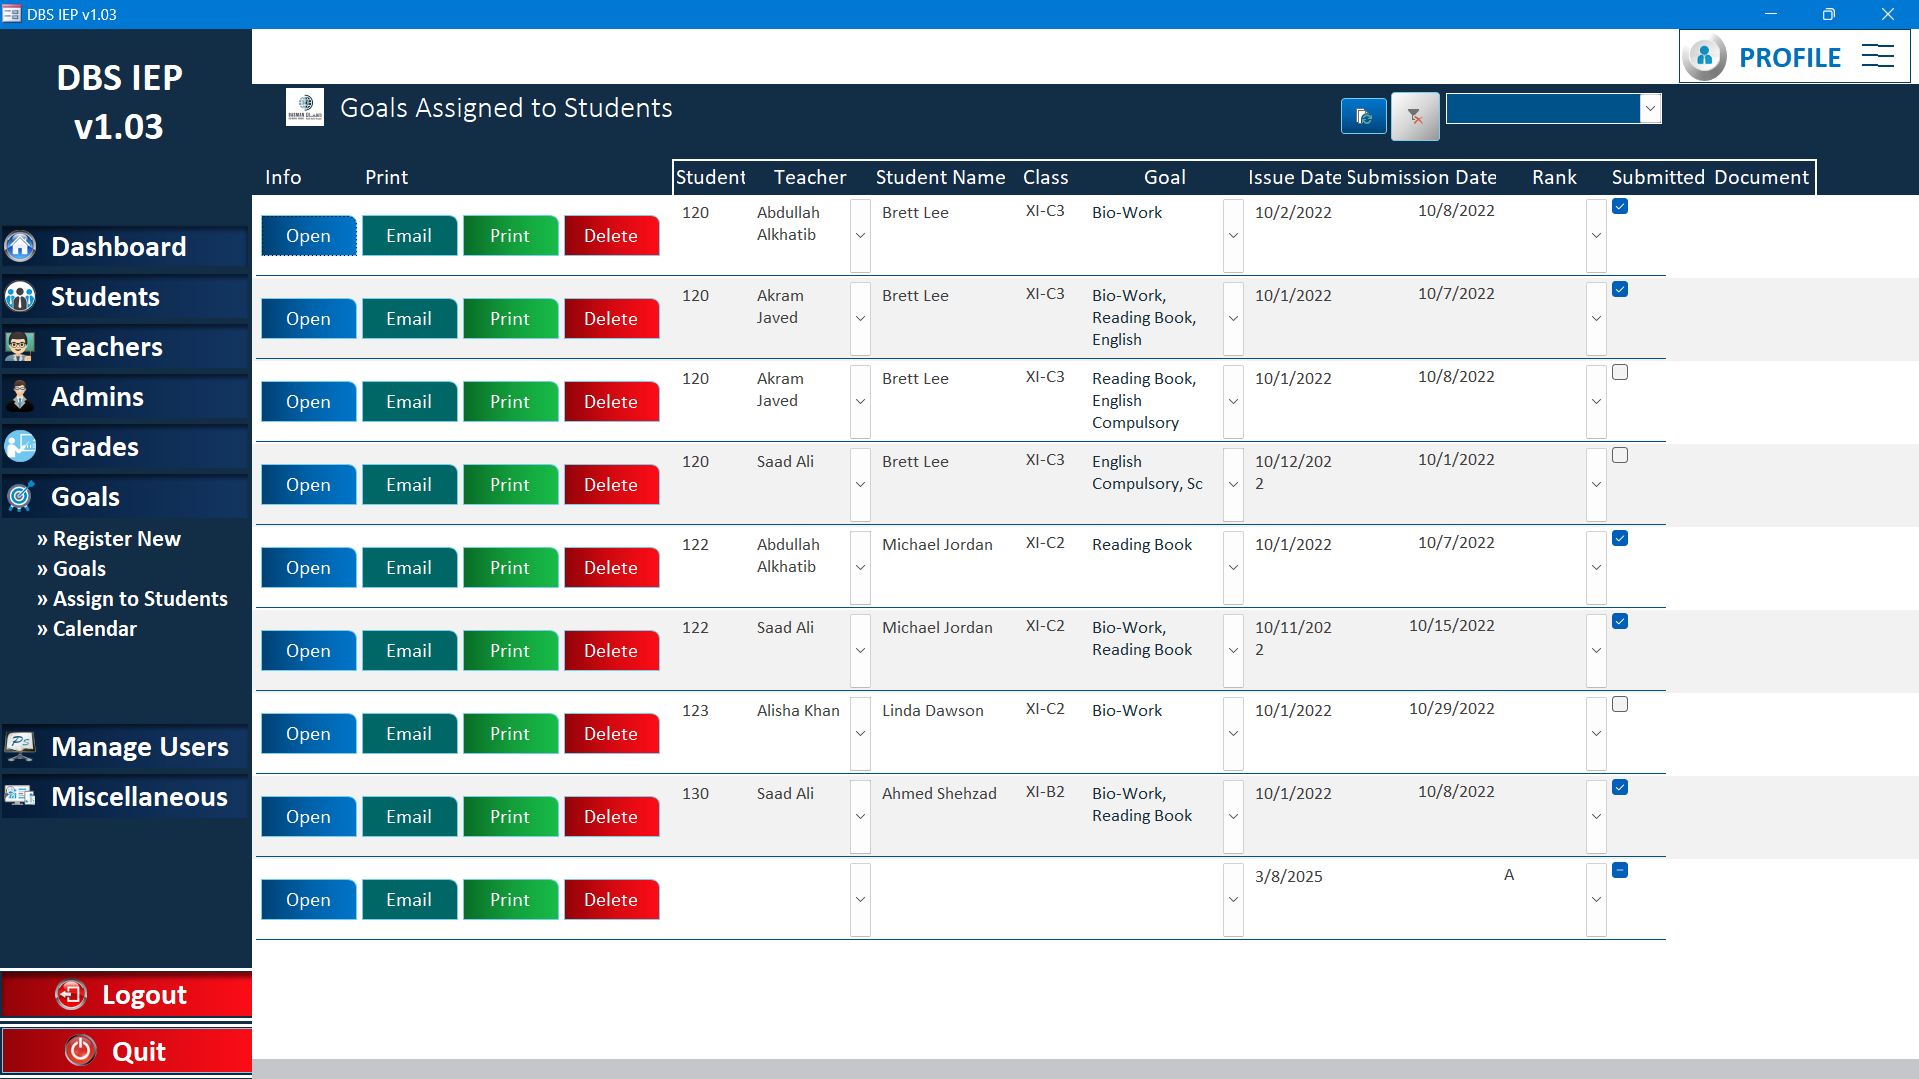 DBS IEP v1.03
DBS IEP
v1.03
PROFILE
Goals Assigned to Students
Info Print Student Teacher Student Name Class Goal Issue Date Submission Date Rank Submitted Document
Dashboard
Students
Teachers
Admins
Grades
Goals
» Register New
» Goals
» Assign to Students
» Calendar
Manage Users
Miscellaneous
Logout
Quit
Open Email Print Delete 120 Abdullah Brett Lee XI-C3 Bio-Work 10/2/2022 10/8/2022
Alkhatib
Open Email Print Delete 120 Akram Brett Lee XI-C3 Bio-Work, 10/1/2022 10/7/2022
Javed Reading Book,
English
Open Email Print Delete 120 Akram Brett Lee XI-C3 Reading Book, 10/1/2022 10/8/2022
Javed English
Compulsory
Open Email Print Delete 120 Saad Ali Brett Lee XI-C3 English 10/12/202 10/1/2022
Compulsory, Sc 2
Open Email Print Delete 122 Abdullah Michael Jordan XI-C2 Reading Book 10/1/2022 10/7/2022
Alkhatib
Open Email Print Delete 122 Saad Ali Michael Jordan XI-C2 Bio-Work, 10/11/202 10/15/2022
Reading Book 2
Open Email Print Delete 123 Alisha Khan Linda Dawson XI-C2 Bio-Work 10/1/2022 10/29/2022
Open Email Print Delete 130 Saad Ali Ahmed Shehzad XI-B2 Bio-Work, 10/1/2022 10/8/2022
Reading Book
Open Email Print Delete 3/8/2025 A